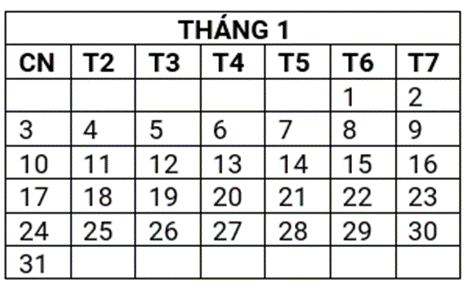 THÁNG 1
CN T2 T3 T4 T5 T6 T7
1 2
3 4 5 6 7 8 9
10 11 12 13 14 15 16
17 18 19 20 21 22 23
24 25 26 27 28 29 30
31